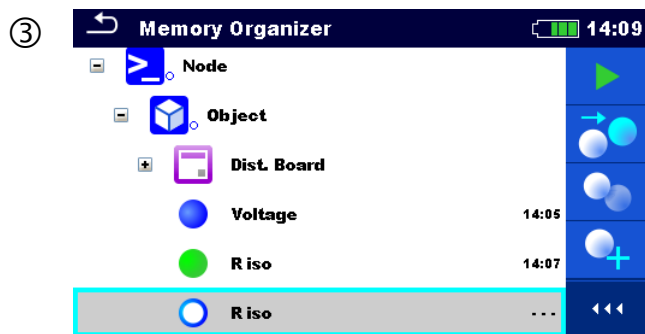 ③
Memory Organizer 14:09
Node
Object
Dist. Board
Voltage 14:05
R iso 14:07
R iso ---